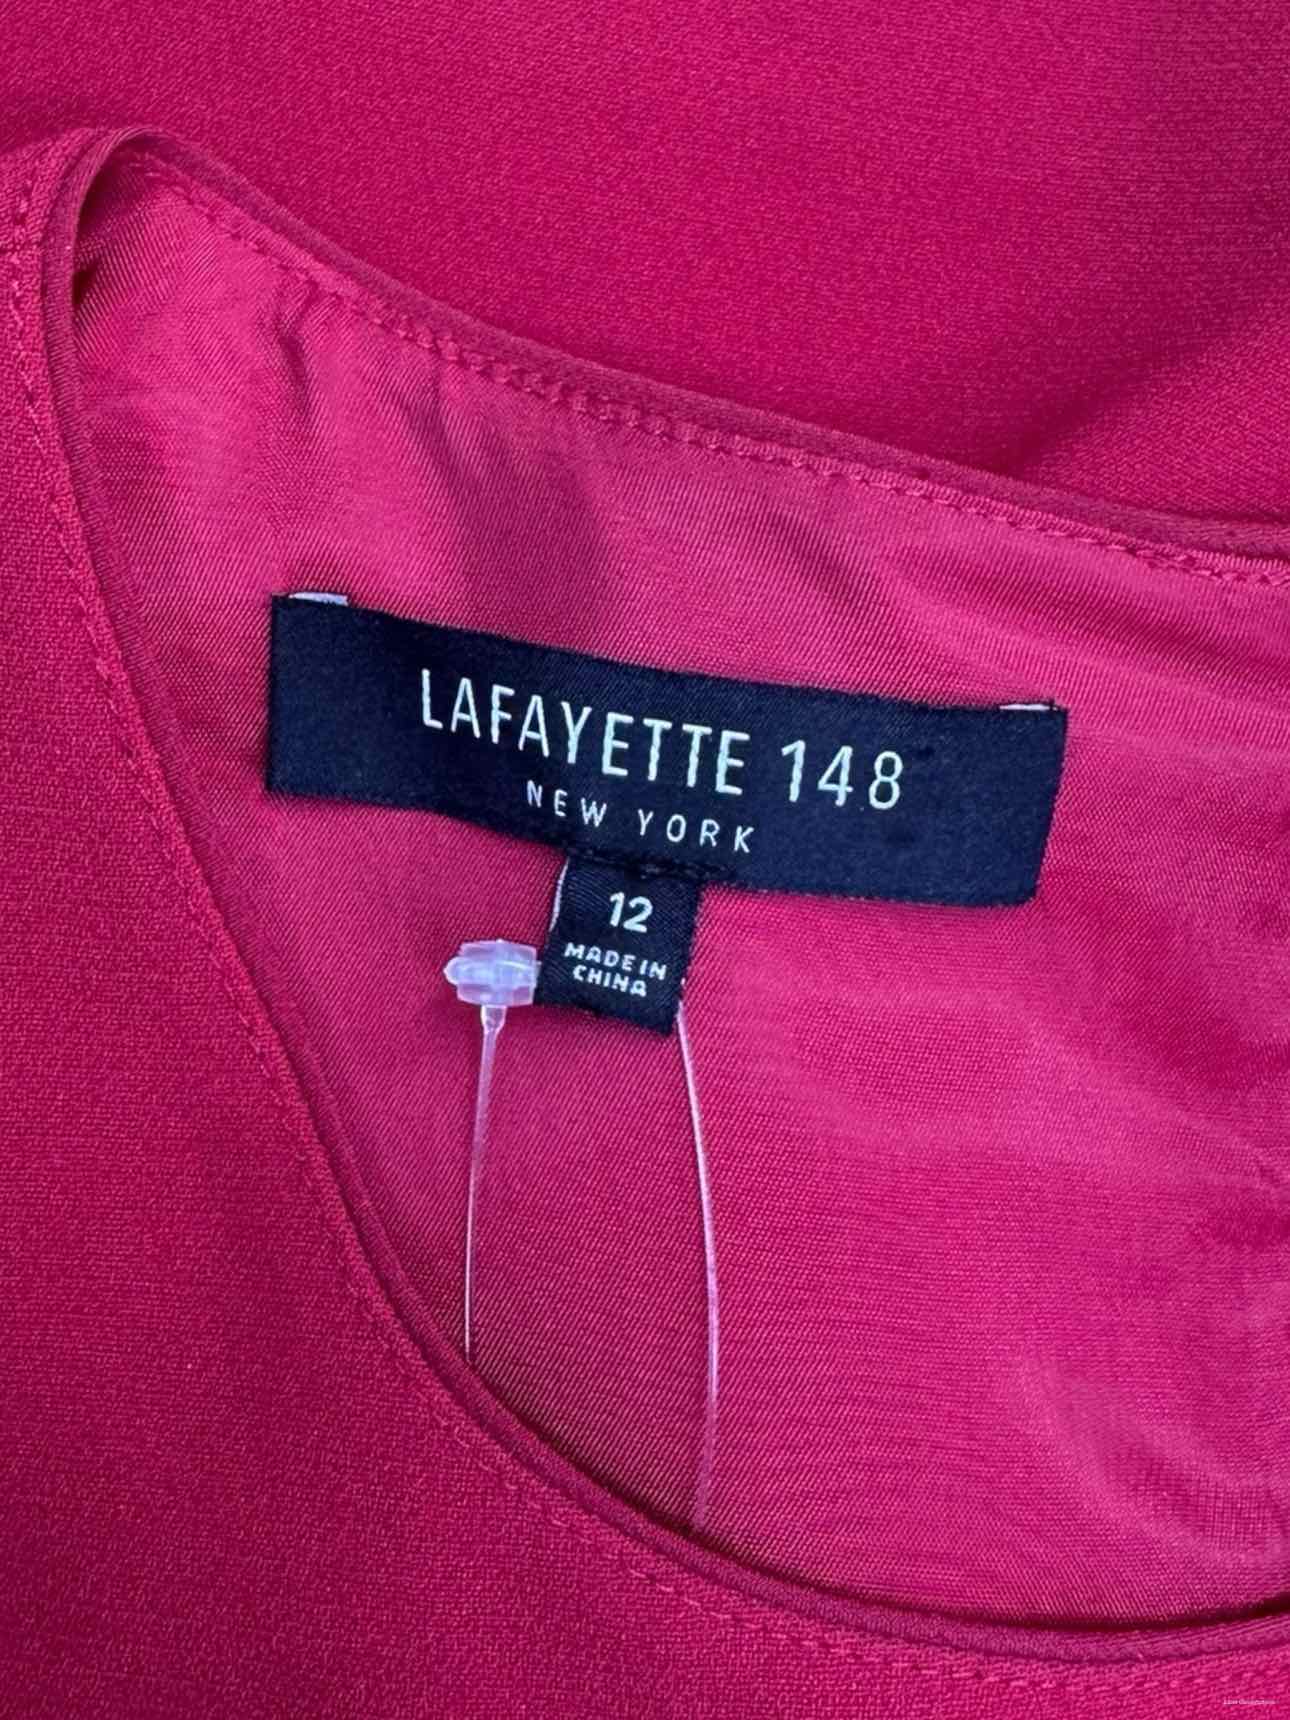 LAFAYETTE 148
NEW YORK
12
MADE IN
CHINA